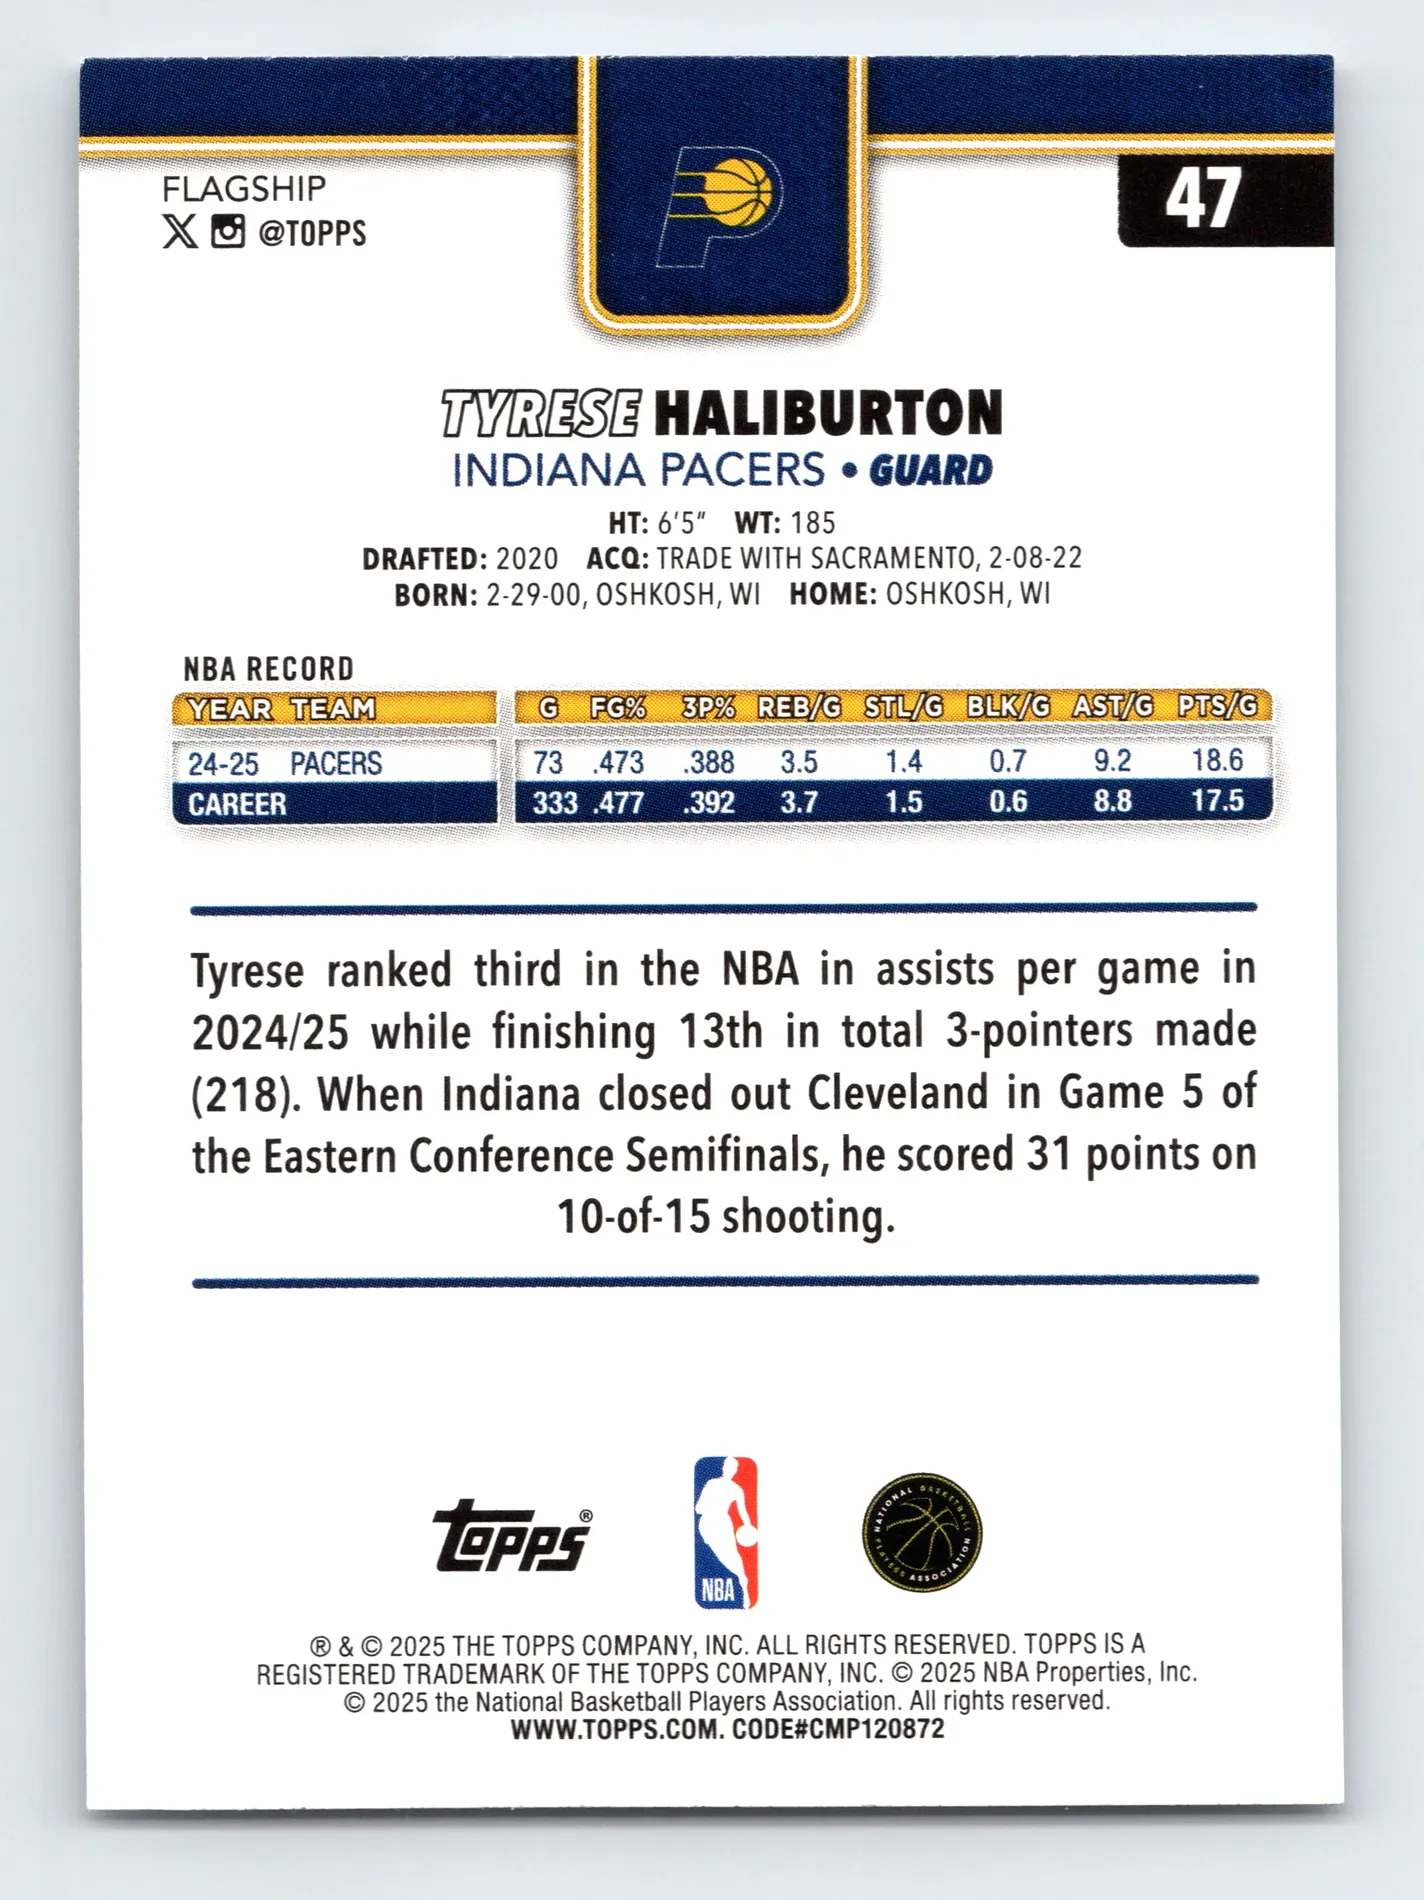 FLAGSHIP
@TOPPS
47
TYRESE HALIBURTON
INDIANA PACERS • GUARD
HT: 6'5" WT: 185
DRAFTED: 2020 ACQ: TRADE WITH SACRAMENTO, 2-08-22
BORN: 2-29-00, OSHKOSH, WI HOME: OSHKOSH, WI
NBA RECORD
YEAR TEAM G FG% 3P% REB/G STL/G BLK/G AST/G PTS/G
24-25 PACERS 73 .473 .388 3.5 1.4 0.7 9.2 18.6
CAREER 333 .477 .392 3.7 1.5 0.6 8.8 17.5
Tyrese ranked third in the NBA in assists per game in
2024/25 while finishing 13th in total 3-pointers made
(218). When Indiana closed out Cleveland in Game 5 of
the Eastern Conference Semifinals, he scored 31 points on
10-of-15 shooting.
Topps®
NBA
NATIONAL BASKETBALL PLAYERS ASSOCIATION
® & © 2025 THE TOPPS COMPANY, INC. ALL RIGHTS RESERVED. TOPPS IS A
REGISTERED TRADEMARK OF THE TOPPS COMPANY, INC. © 2025 NBA Properties, Inc.
© 2025 the National Basketball Players Association. All rights reserved.
WWW.TOPPS.COM. CODE#CMP120872